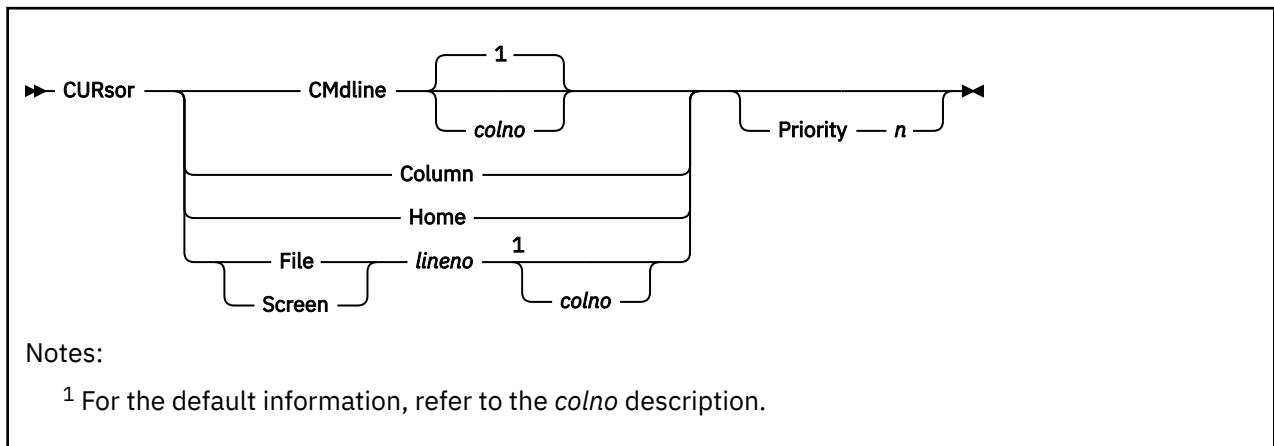 1
CURsor CMdline
colno Priority n
Column
Home
1
File lineno
Screen colno
Notes:
1 For the default information, refer to the colno description.